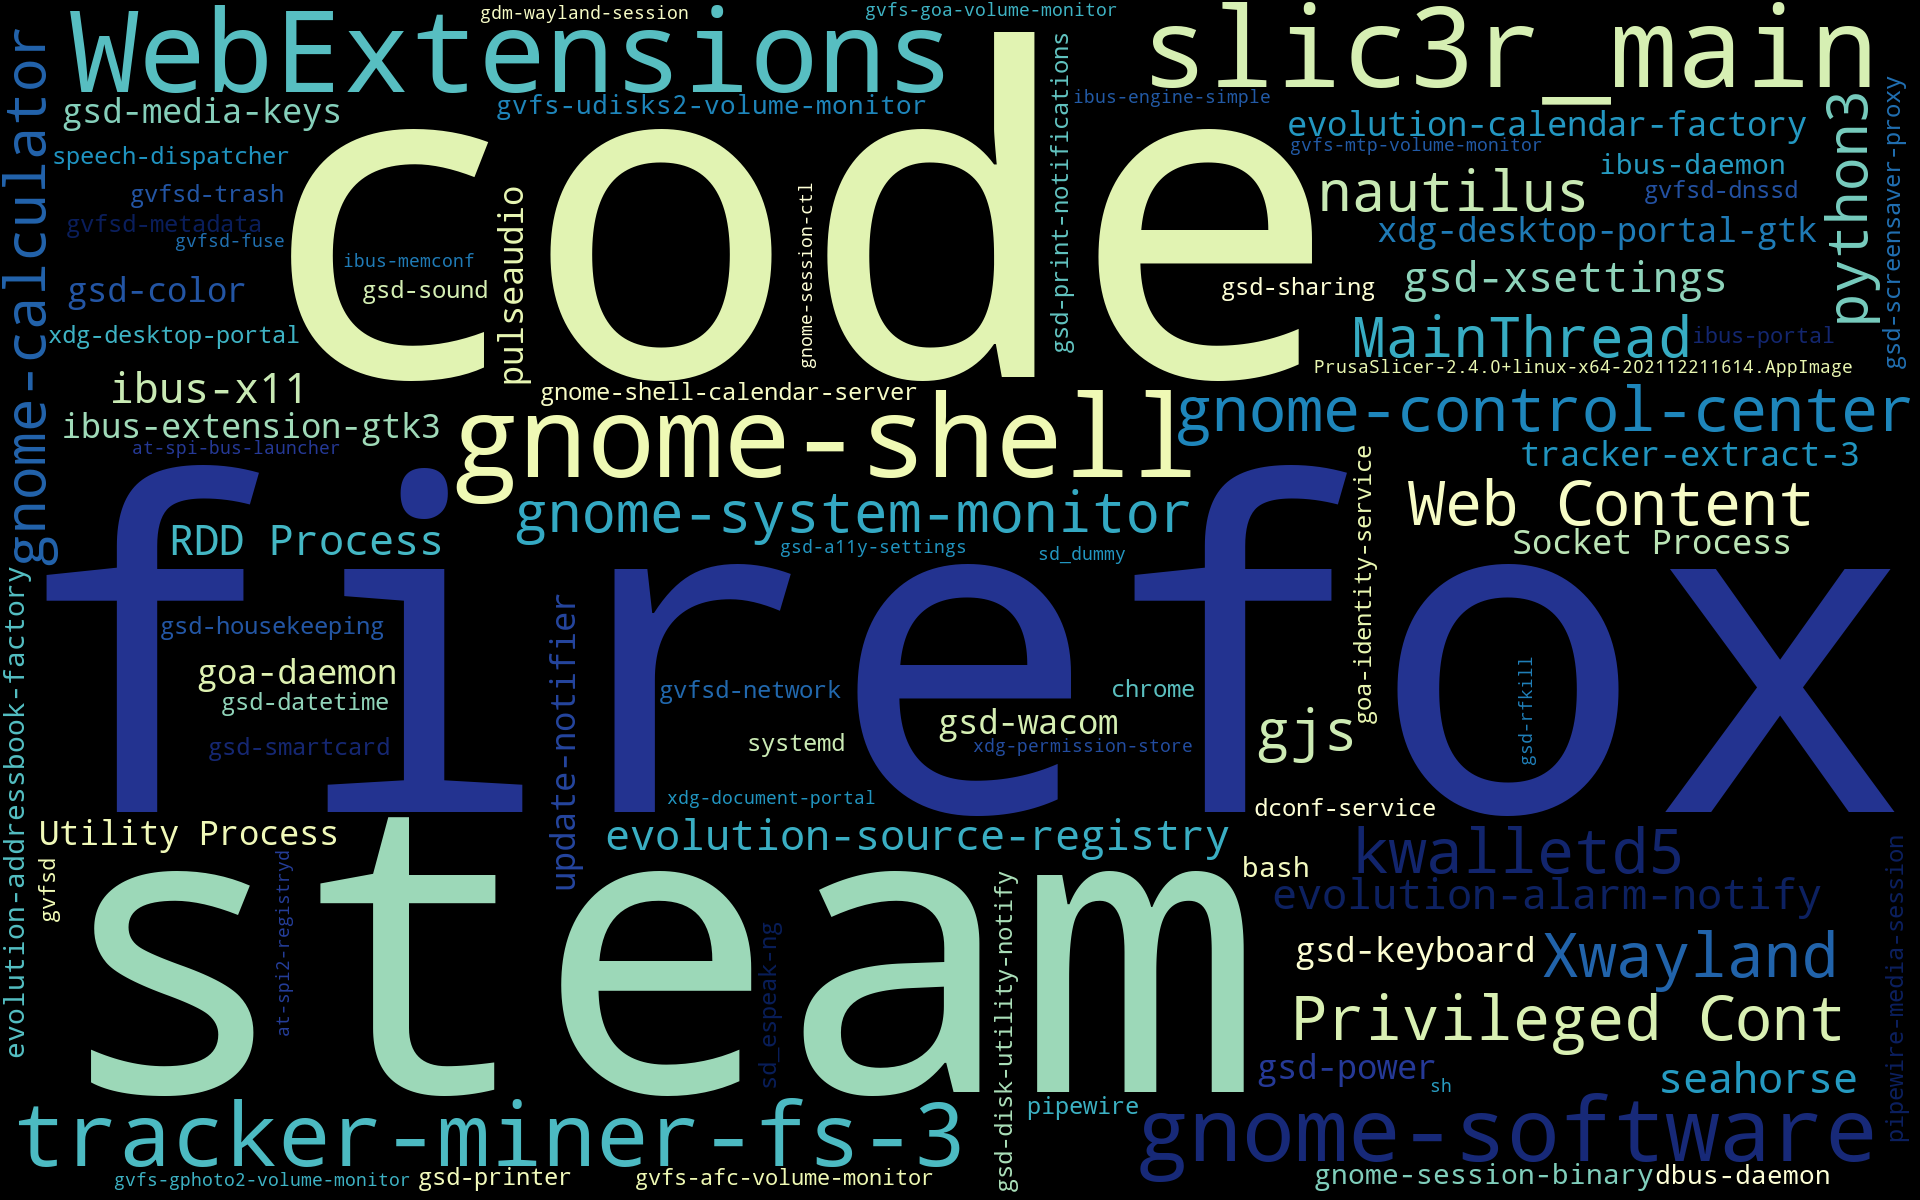 gdm-wayland-session
gvfs-goa-volume-monitor
WebExtensions
slic3r_main
gnome-calculator
gsd-media-keys
gvfs-udisks2-volume-monitor
gsd-print-notifications
ibus-engine-simple
evolution-calendar-factory
gvfs-mtp-volume-monitor
python3
gsd-screensaver-proxy
speech-dispatcher
ibus-daemon
gvfsd-trash
code
pulseaudio
gnome-session-ctl
nautilus
gvfsd-dnssd
gvfsd-metadata
gvfsd-fuse
xdg-desktop-portal-gtk
ibus-memconf
gsd-color
gsd-sound
gsd-sharing
gsd-xsettings
xdg-desktop-portal
MainThread
ibus-portal
PrusaSlicer-2.4.0+linux-x64-202112211614.AppImage
ibus-x11
gnome-shell-calendar-server
gnome-control-center
ibus-extension-gtk3
gnome-shell
at-spi-bus-launcher
tracker-extract-3
goa-identity-service
Web Content
gnome-system-monitor
RDD Process
gsd-a11y-settings
sd_dummy
Socket Process
evolution-addressbook-factory
firefox
update-notifier
gsd-housekeeping
goa-daemon
gsd-datetime
gvfsd-network
chrome
gsd-rfkill
gsd-wacom
gjs
gsd-smartcard
systemd
xdg-permission-store
xdg-document-portal
dconf-service
Utility Process
evolution-source-registry
kwalletd5
pipewire-media-session
gvfsd
at-spi2-registryd
bash
evolution-alarm-notify
steam
sd_espeak-ng
gsd-disk-utility-notify
gsd-keyboard
Xwayland
Privileged Cont
gsd-power
sh
seahorse
tracker-miner-fs-3
pipewire
gnome-software
gvfs-gphoto2-volume-monitor
gsd-printer
gvfs-afc-volume-monitor
gnome-session-binary
dbus-daemon